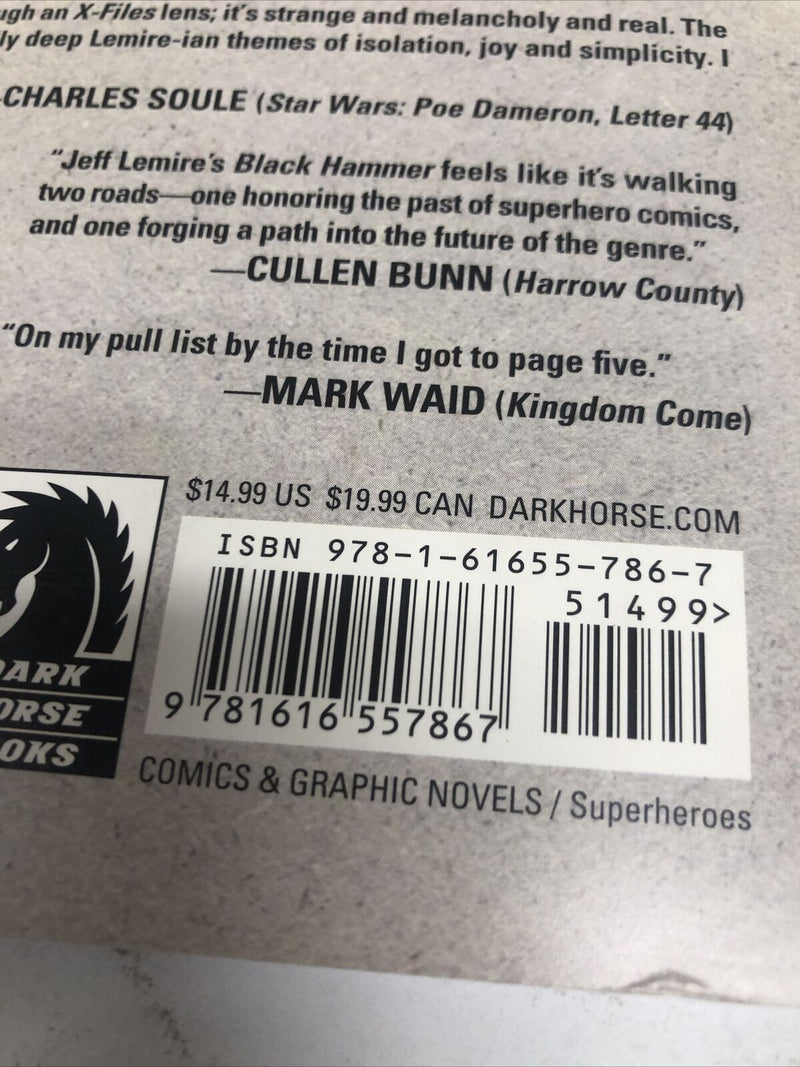 ugh an X-Files lens; it's strange and melancholy and real. The
ly deep Lemire-ian themes of isolation, joy and simplicity. I
CHARLES SOULE (Star Wars: Poe Dameron, Letter 44)
“Jeff Lemire's Black Hammer feels like it's walking
two roads—one honoring the past of superhero comics,
and one forging a path into the future of the genre.”
—CULLEN BUNN (Harrow County)
“On my pull list by the time I got to page five.”
—MARK WAID (Kingdom Come)
$14.99 US $19.99 CAN DARKHORSE.COM
ISBN 978-1-61655-786-7
51499>
9 781616 557867
ARK
ORSE
OKS
COMICS & GRAPHIC NOVELS / Superheroes